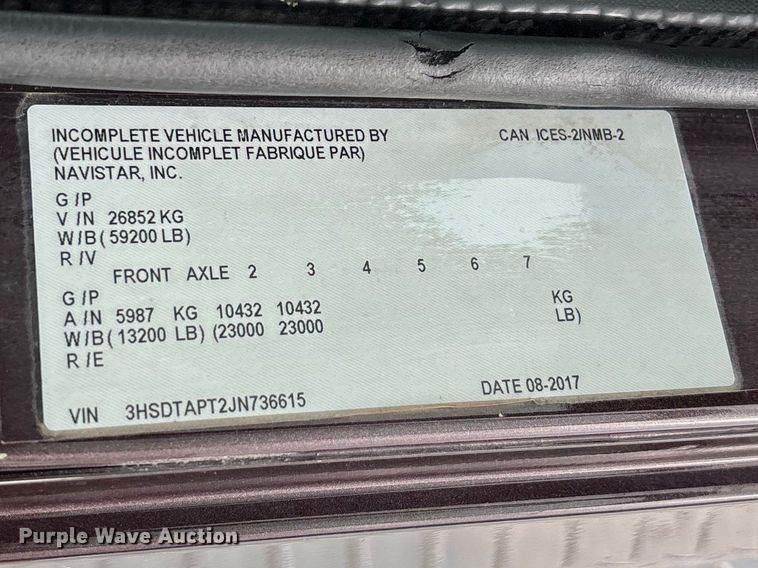 INCOMPLETE VEHICLE MANUFACTURED BY
(VEHICULE INCOMPLET FABRIQUE PAR)
NAVISTAR, INC.
CAN ICES-2/NMB-2
G /P
V /N 26852 KG
W/B ( 59200 LB)
R /V
FRONT AXLE 2 3 4 5 6 7
G /P
A /N 5987 KG 10432 10432 KG
W/B ( 13200 LB) (23000 23000 LB)
R /E
VIN 3HSDTAPT2JN736615
DATE 08-2017
Purple Wave Auction